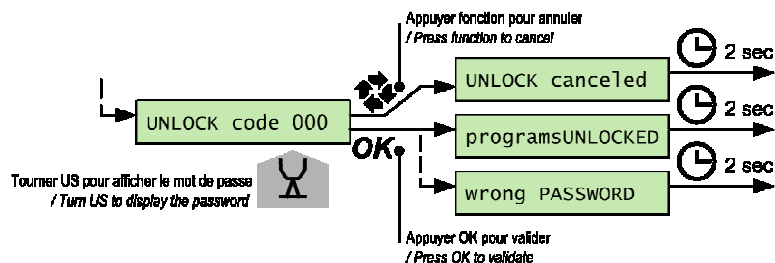 Appuyer fonction pour annuler
/ Press function to cancel
2 sec
UNLOCK canceled
2 sec
UNLOCK code 000
programsUNLOCKED
OK
2 sec
Tourner US pour afficher le mot de passe
/ Turn US to display the password
wrong PASSWORD
Appuyer OK pour valider
/ Press OK to validate